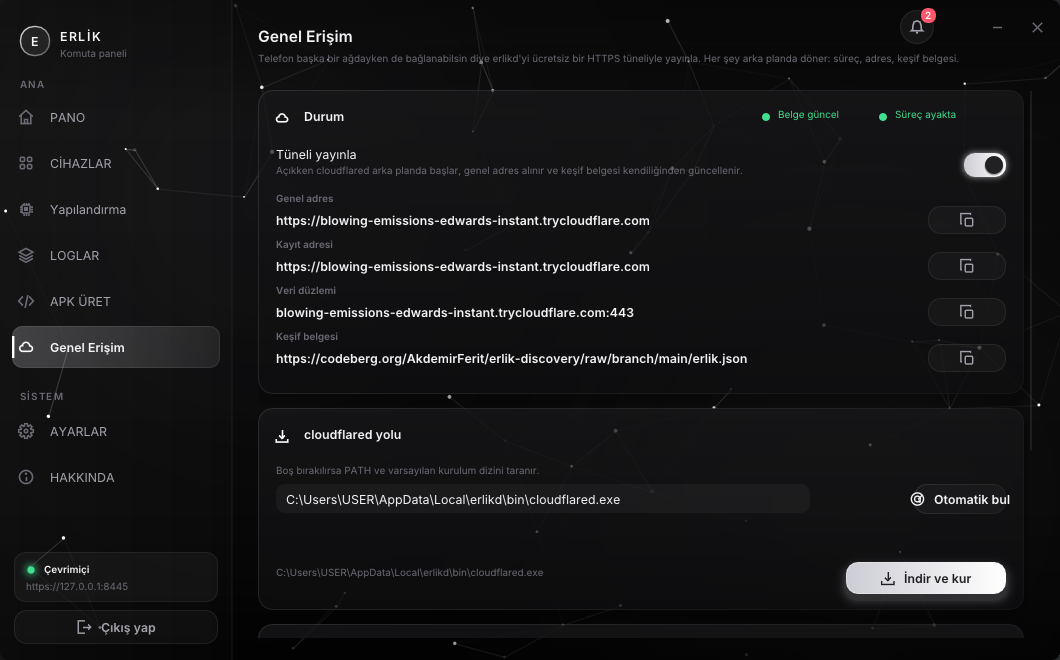 E
ERLİK
Komuta paneli
ANA
PANO
CİHAZLAR
Yapılandırma
LOGLAR
APK ÜRET
Genel Erişim
SİSTEM
AYARLAR
HAKKINDA
Çevrimiçi
https://127.0.0.1:8445
Çıkış yap
Genel Erişim
2
Telefon başka bir ağdayken de bağlanabilsin diye erlikd'yi ücretsiz bir HTTPS tüneliyle yayınla. Her şey arka planda döner: süreç, adres, keşif belgesi.
Durum
Belge güncel
Süreç ayakta
Tüneli yayınla
Açıkken cloudflared arka planda başlar, genel adres alınır ve keşif belgesi kendiliğinden güncellenir.
Genel adres
https://blowing-emissions-edwards-instant.trycloudflare.com
Kayıt adresi
https://blowing-emissions-edwards-instant.trycloudflare.com
Veri düzlemi
blowing-emissions-edwards-instant.trycloudflare.com:443
Keşif belgesi
https://codeberg.org/AkdemirFerit/erlik-discovery/raw/branch/main/erlik.json
cloudflared yolu
Boş bırakılırsa PATH ve varsayılan kurulum dizini taranır.
C:\Users\USER\AppData\Local\erlikd\bin\cloudflared.exe
Otomatik bul
C:\Users\USER\AppData\Local\erlikd\bin\cloudflared.exe
İndir ve kur